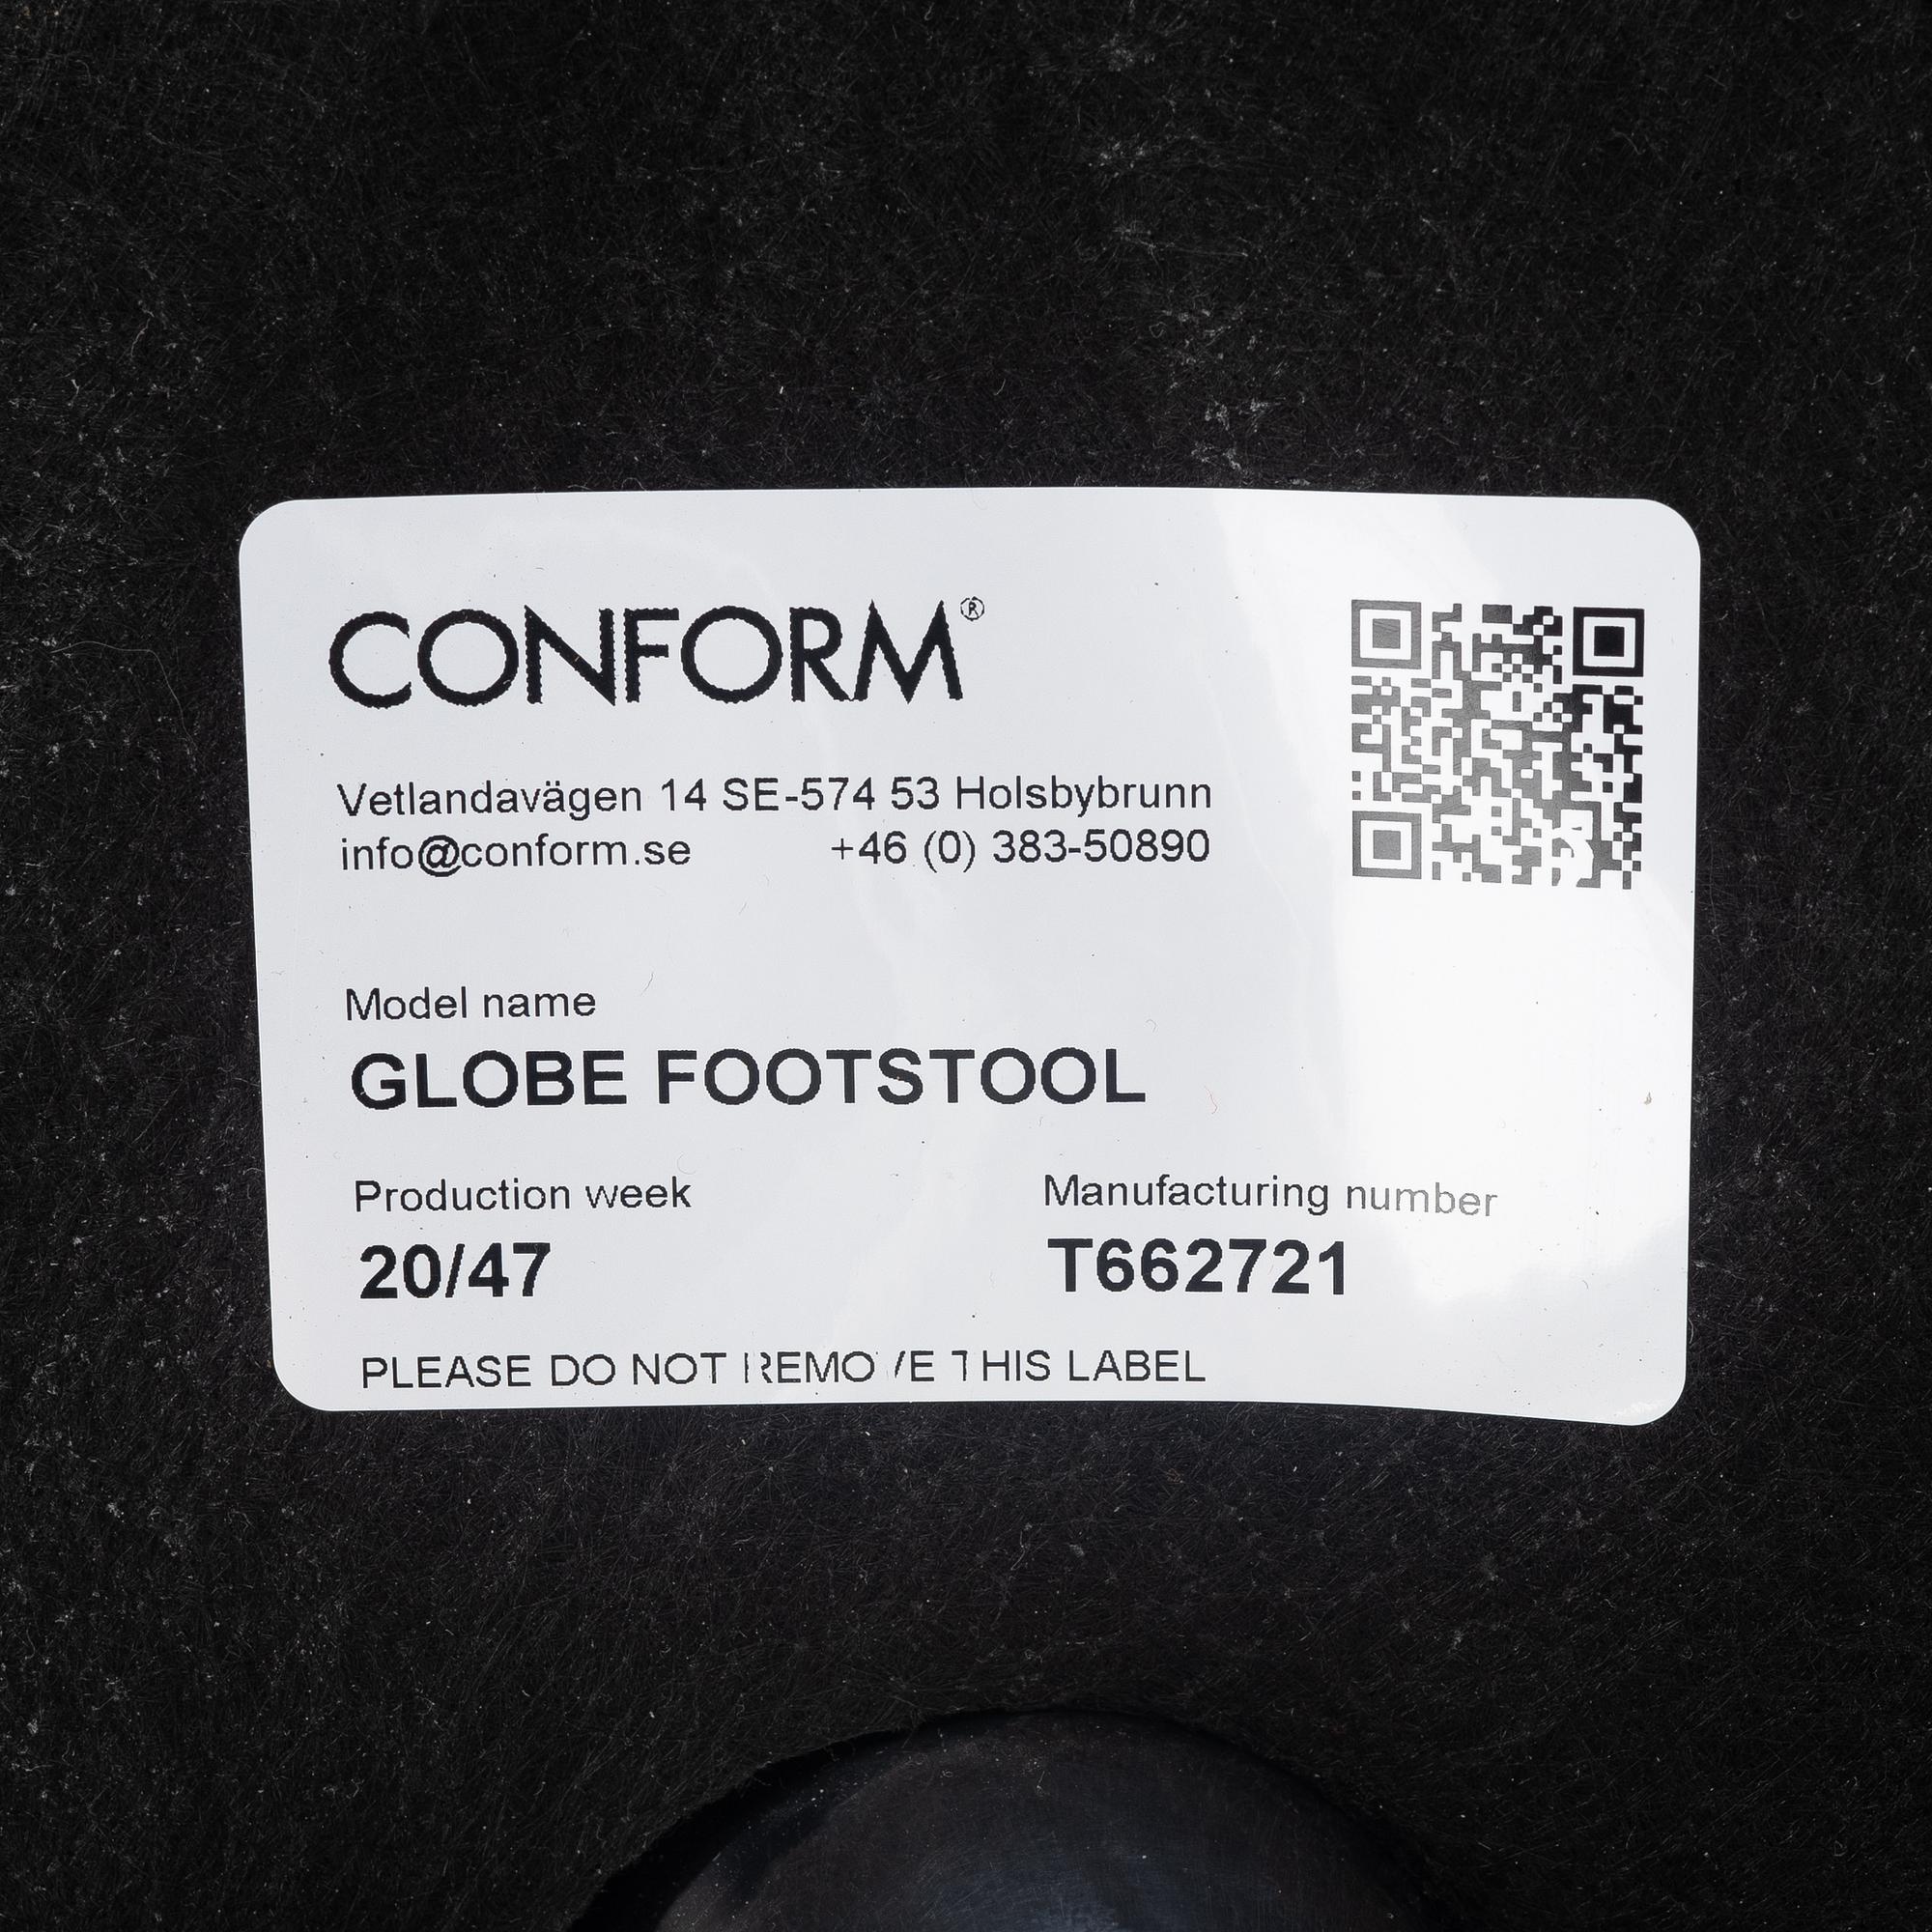 CONFORM®
Vetlandavägen 14 SE-574 53 Holsbybrunn
info@conform.se +46 (0) 383-50890
Model name
GLOBE FOOTSTOOL
Production week Manufacturing number
20/47 T662721
PLEASE DO NOT REMOVE THIS LABEL